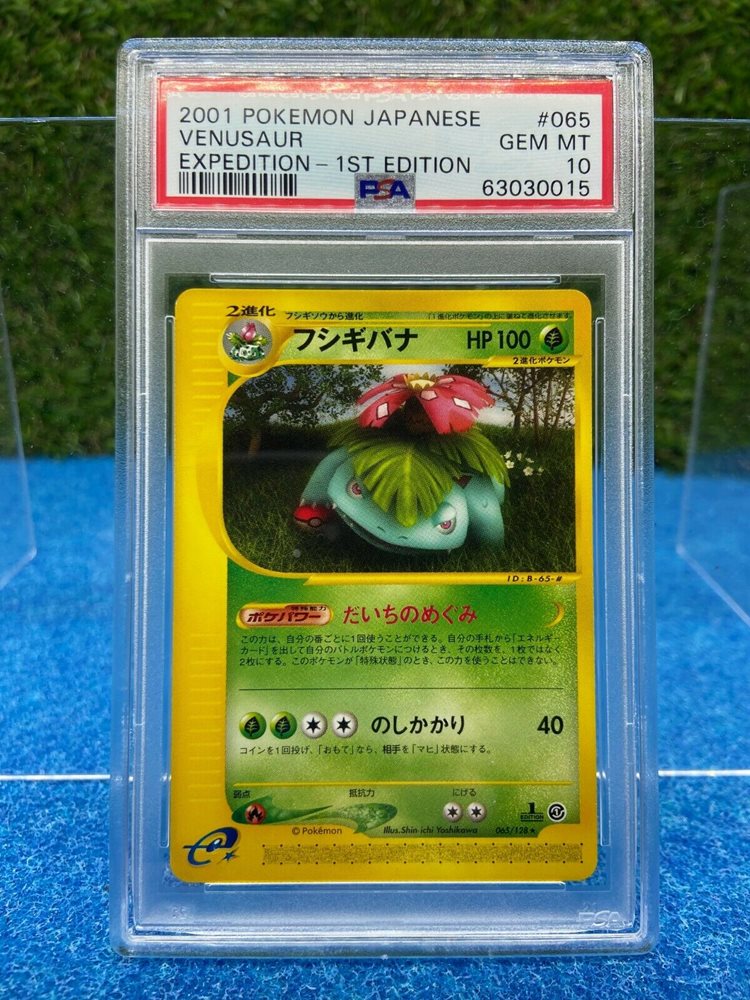 2001 POKEMON JAPANESE #065
VENUSAUR GEM MT
EXPEDITION - 1ST EDITION 10
PSA 63030015
2進化 フシギソウから進化
フシギバナ HP 100
2進化ポケモン
ID:B-65-#
ポケパワー 特殊能力 だいちのめぐみ
この力は、自分の番ごとに1回使うことができる。自分の手札から「エネルギー
カード」を出して自分のバトルポケモンにつけるとき、その枚数を、1枚ではなく
2枚にする。このポケモンが「特殊状態」のとき、この力を使うことはできない。
のしかかり 40
コインを1回投げ、「おもて」なら、相手を「マヒ」状態にする。
弱点 抵抗力 にげる
1 EDITION
© Pokémon Illus.Shin-ichi Yoshikawa 065/128 ★
e
PSA